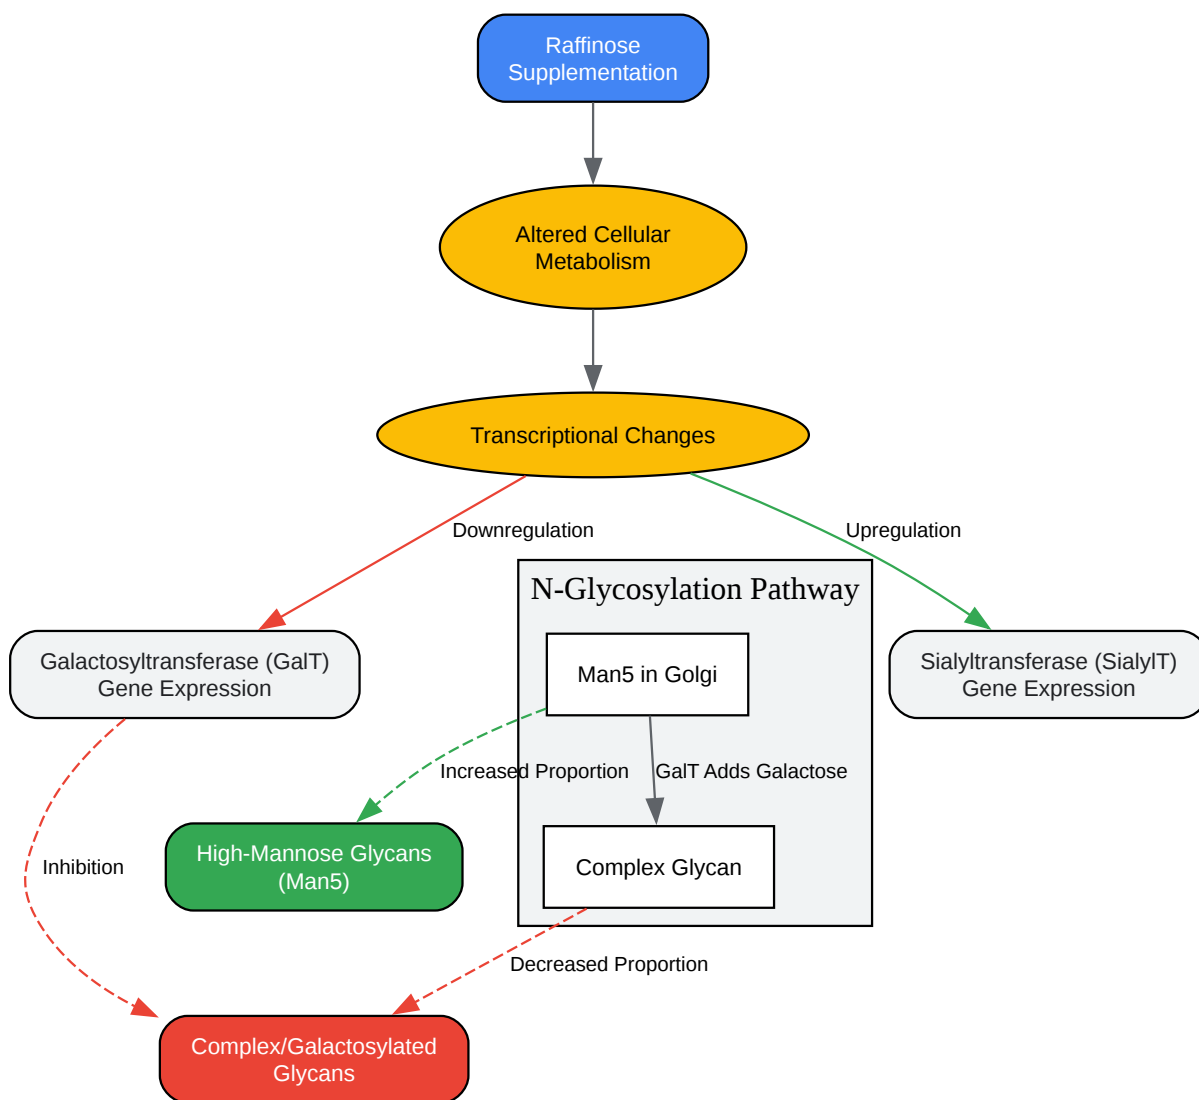 Raffinose
Supplementation
Altered Cellular
Metabolism
Transcriptional Changes
Downregulation
Upregulation
N-Glycosylation Pathway
Galactosyltransferase (GalT)
Gene Expression
Man5 in Golgi
Sialyltransferase (SialylT)
Gene Expression
Increased Proportion
GalT Adds Galactose
Inhibition
High-Mannose Glycans
(Man5)
Complex Glycan
Decreased Proportion
Complex/Galactosylated
Glycans